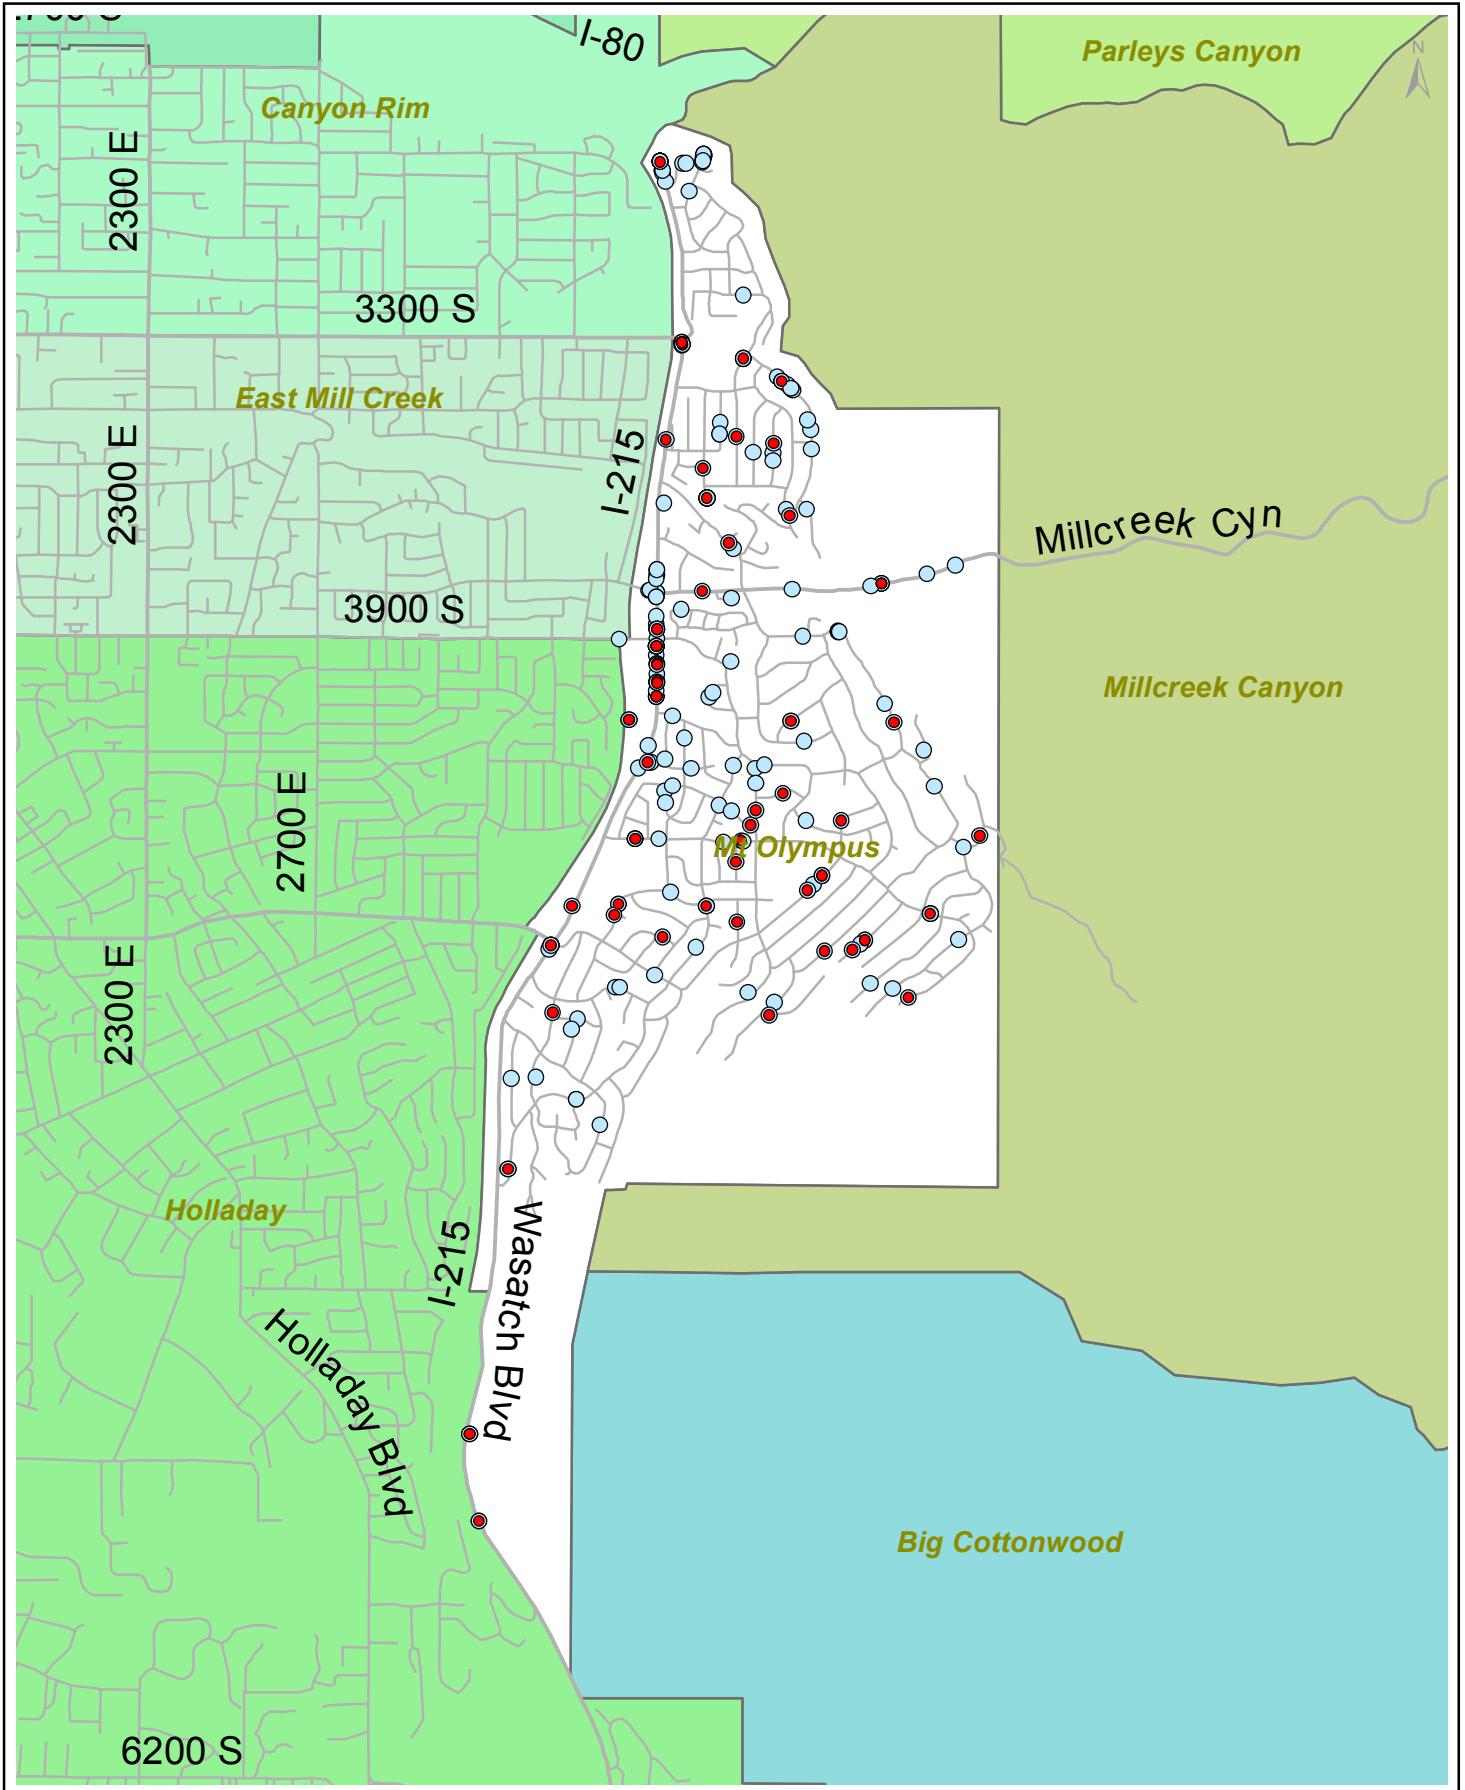 I-80
Parleys Canyon
N
Canyon Rim
2300 E
3300 S
East Mill Creek
2300 E
I-215
Millcreek Cyn
3900 S
Millcreek Canyon
2700 E
Mt Olympus
2300 E
Holladay
I-215
Wasatch Blvd
Holladay Blvd
Big Cottonwood
6200 S